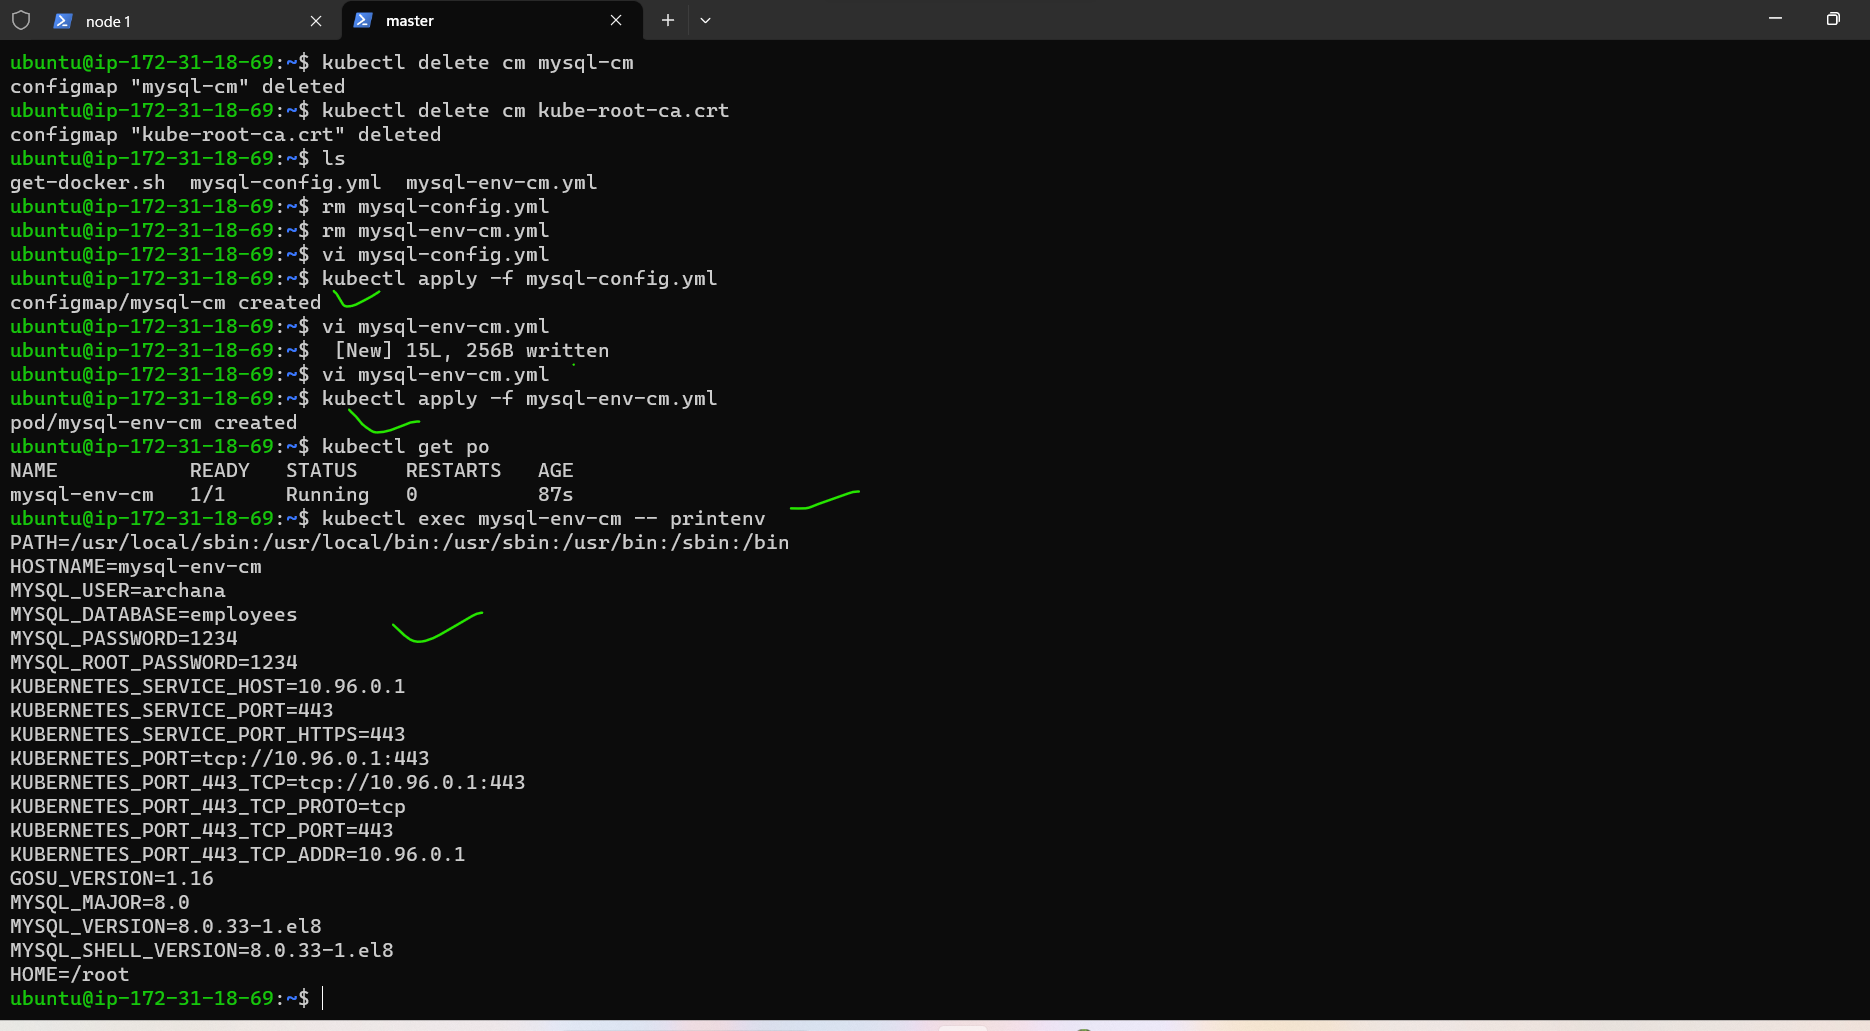 node 1
master
ubuntu@ip-172-31-18-69:~$ kubectl delete cm mysql-cm
configmap "mysql-cm" deleted
ubuntu@ip-172-31-18-69:~$ kubectl delete cm kube-root-ca.crt
configmap "kube-root-ca.crt" deleted
ubuntu@ip-172-31-18-69:~$ ls
get-docker.sh  mysql-config.yml  mysql-env-cm.yml
ubuntu@ip-172-31-18-69:~$ rm mysql-config.yml
ubuntu@ip-172-31-18-69:~$ rm mysql-env-cm.yml
ubuntu@ip-172-31-18-69:~$ vi mysql-config.yml
ubuntu@ip-172-31-18-69:~$ kubectl apply -f mysql-config.yml
configmap/mysql-cm created
ubuntu@ip-172-31-18-69:~$ vi mysql-env-cm.yml
ubuntu@ip-172-31-18-69:~$  [New] 15L, 256B written
ubuntu@ip-172-31-18-69:~$ vi mysql-env-cm.yml
ubuntu@ip-172-31-18-69:~$ kubectl apply -f mysql-env-cm.yml
pod/mysql-env-cm created
ubuntu@ip-172-31-18-69:~$ kubectl get po
NAME           READY   STATUS    RESTARTS   AGE
mysql-env-cm   1/1     Running   0          87s
ubuntu@ip-172-31-18-69:~$ kubectl exec mysql-env-cm -- printenv
PATH=/usr/local/sbin:/usr/local/bin:/usr/sbin:/usr/bin:/sbin:/bin
HOSTNAME=mysql-env-cm
MYSQL_USER=archana
MYSQL_DATABASE=employees
MYSQL_PASSWORD=1234
MYSQL_ROOT_PASSWORD=1234
KUBERNETES_SERVICE_HOST=10.96.0.1
KUBERNETES_SERVICE_PORT=443
KUBERNETES_SERVICE_PORT_HTTPS=443
KUBERNETES_PORT=tcp://10.96.0.1:443
KUBERNETES_PORT_443_TCP=tcp://10.96.0.1:443
KUBERNETES_PORT_443_TCP_PROTO=tcp
KUBERNETES_PORT_443_TCP_PORT=443
KUBERNETES_PORT_443_TCP_ADDR=10.96.0.1
GOSU_VERSION=1.16
MYSQL_MAJOR=8.0
MYSQL_VERSION=8.0.33-1.el8
MYSQL_SHELL_VERSION=8.0.33-1.el8
HOME=/root
ubuntu@ip-172-31-18-69:~$